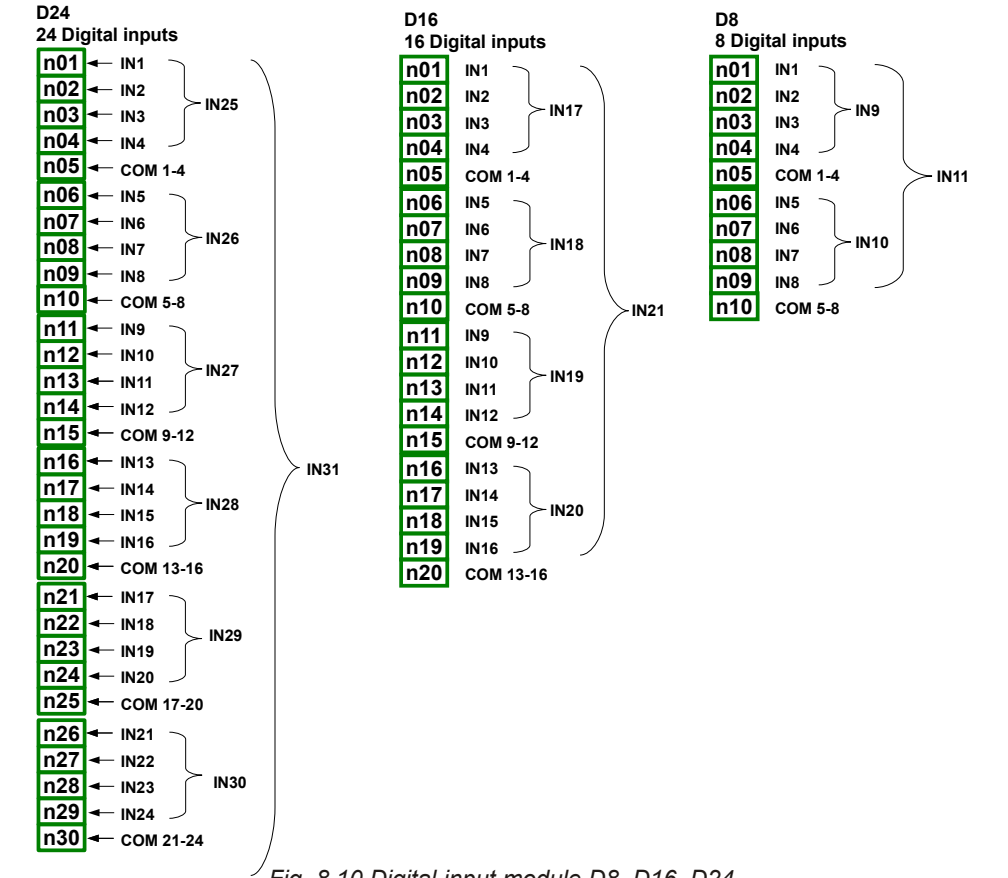 D24
24 Digital inputs
n01 IN1
n02 IN2
n03 IN3
n04 IN4
IN25
n05 COM 1-4
n06 IN5
n07 IN6
n08 IN7
n09 IN8
IN26
n10 COM 5-8
n11 IN9
n12 IN10
n13 IN11
n14 IN12
IN27
n15 COM 9-12
n16 IN13
n17 IN14
n18 IN15
n19 IN16
IN28
n20 COM 13-16
n21 IN17
n22 IN18
n23 IN19
n24 IN20
IN29
n25 COM 17-20
n26 IN21
n27 IN22
n28 IN23
n29 IN24
IN30
n30 COM 21-24
IN31
D16
16 Digital inputs
n01 IN1
n02 IN2
n03 IN3
n04 IN4
IN17
n05 COM 1-4
n06 IN5
n07 IN6
n08 IN7
n09 IN8
IN18
n10 COM 5-8
n11 IN9
n12 IN10
n13 IN11
n14 IN12
IN19
n15 COM 9-12
n16 IN13
n17 IN14
n18 IN15
n19 IN16
IN20
n20 COM 13-16
IN21
D8
8 Digital inputs
n01 IN1
n02 IN2
n03 IN3
n04 IN4
IN9
n05 COM 1-4
n06 IN5
n07 IN6
n08 IN7
n09 IN8
IN10
n10 COM 5-8
IN11
Fig. 8.10 Digital input module D8, D16, D24